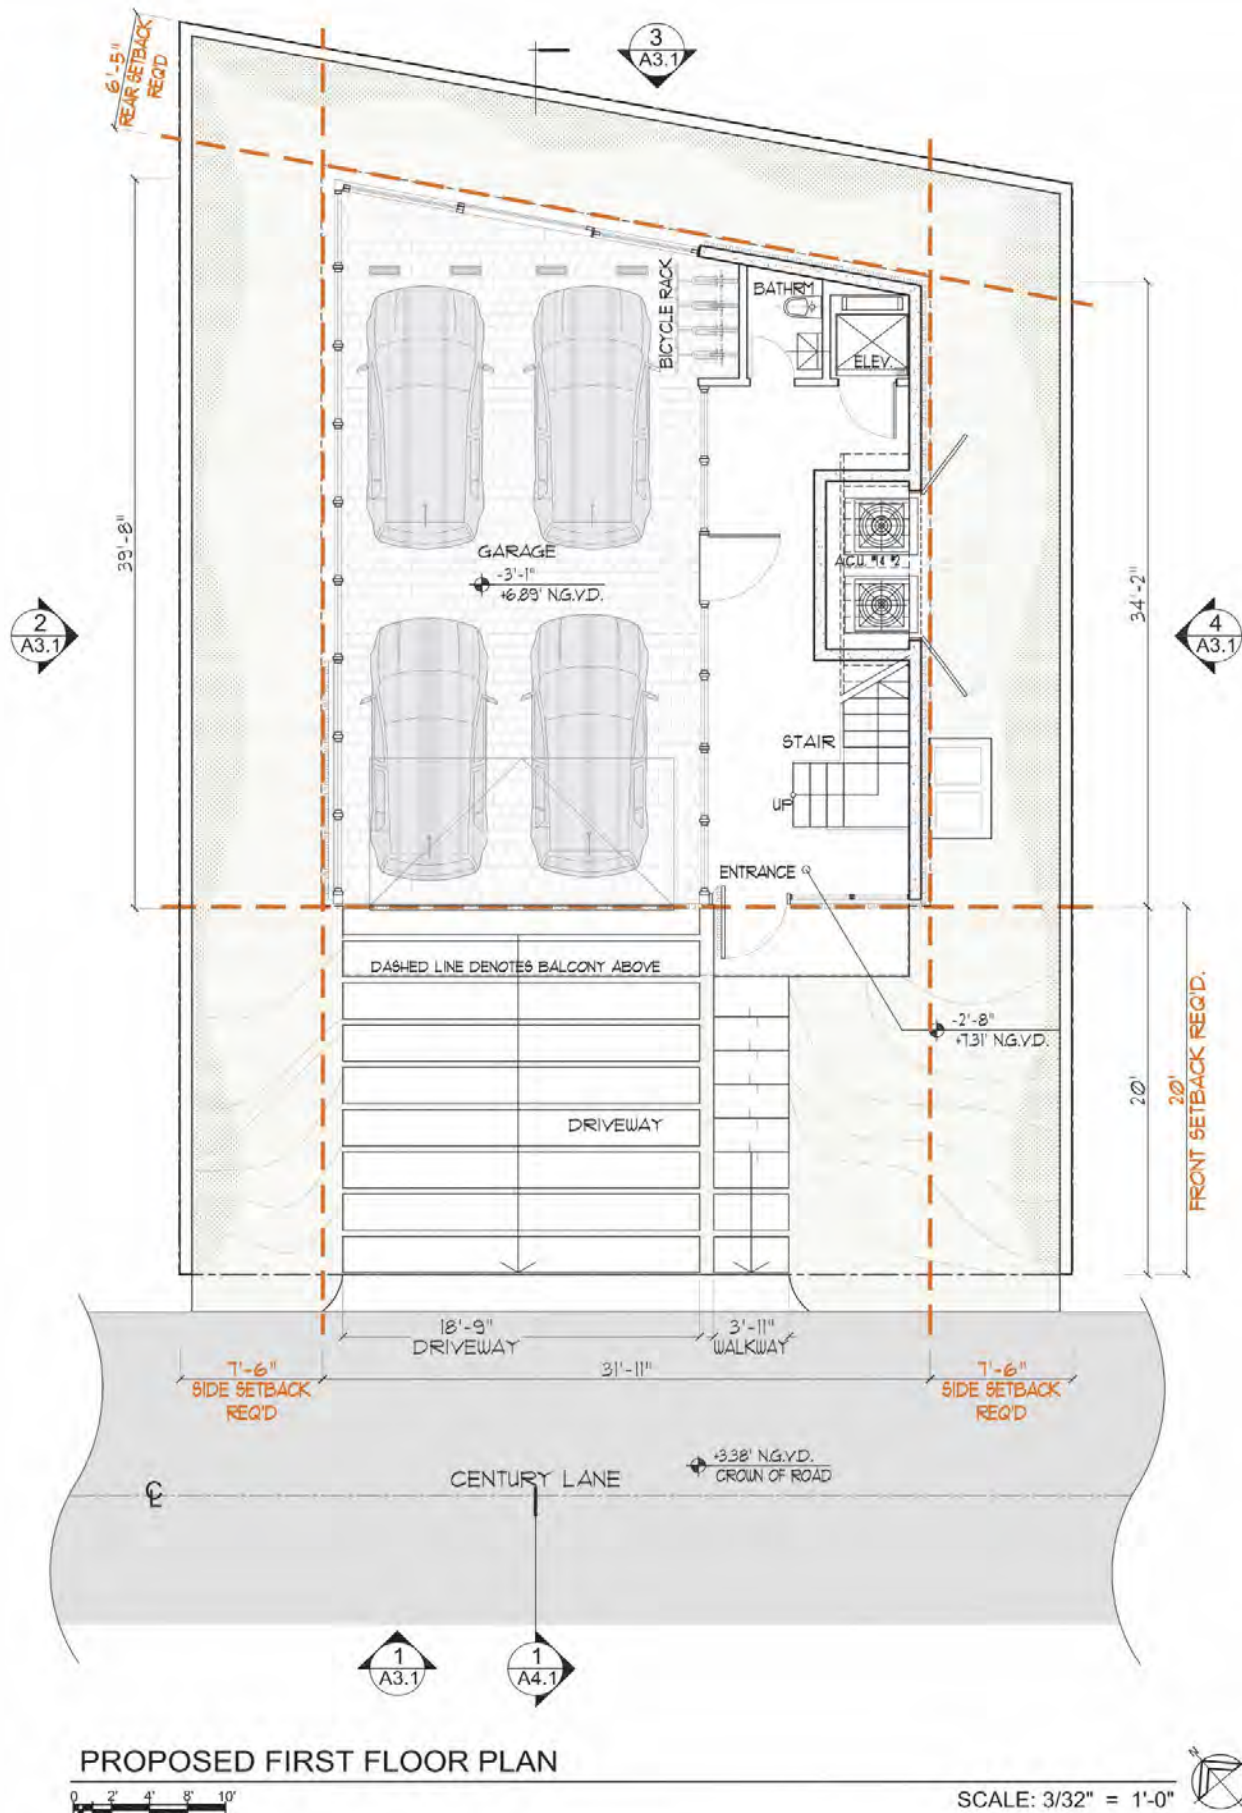 3
A3.1
6'-5"
REAR SETBACK
REQ'D
BICYCLE RACK
BATHRM
ELEV.
39'-8"
GARAGE
-3'-1"
+6.89' N.G.V.D.
34'-2"
2
A3.1
4
A3.1
STAIR
UP
ENTRANCE
DASHED LINE DENOTES BALCONY ABOVE
-2'-8"
+7.31' N.G.V.D.
DRIVEWAY
20'
20'
FRONT SETBACK REQ'D.
18'-9"
DRIVEWAY
3'-11"
WALKWAY
7'-6"
SIDE SETBACK
REQ'D
31'-11"
7'-6"
SIDE SETBACK
REQ'D
+3.38' N.G.V.D.
CROWN OF ROAD
CENTURY LANE
1
A3.1
1
A4.1
PROPOSED FIRST FLOOR PLAN
0 2' 4' 8' 10'
SCALE: 3/32" = 1'-0"
N